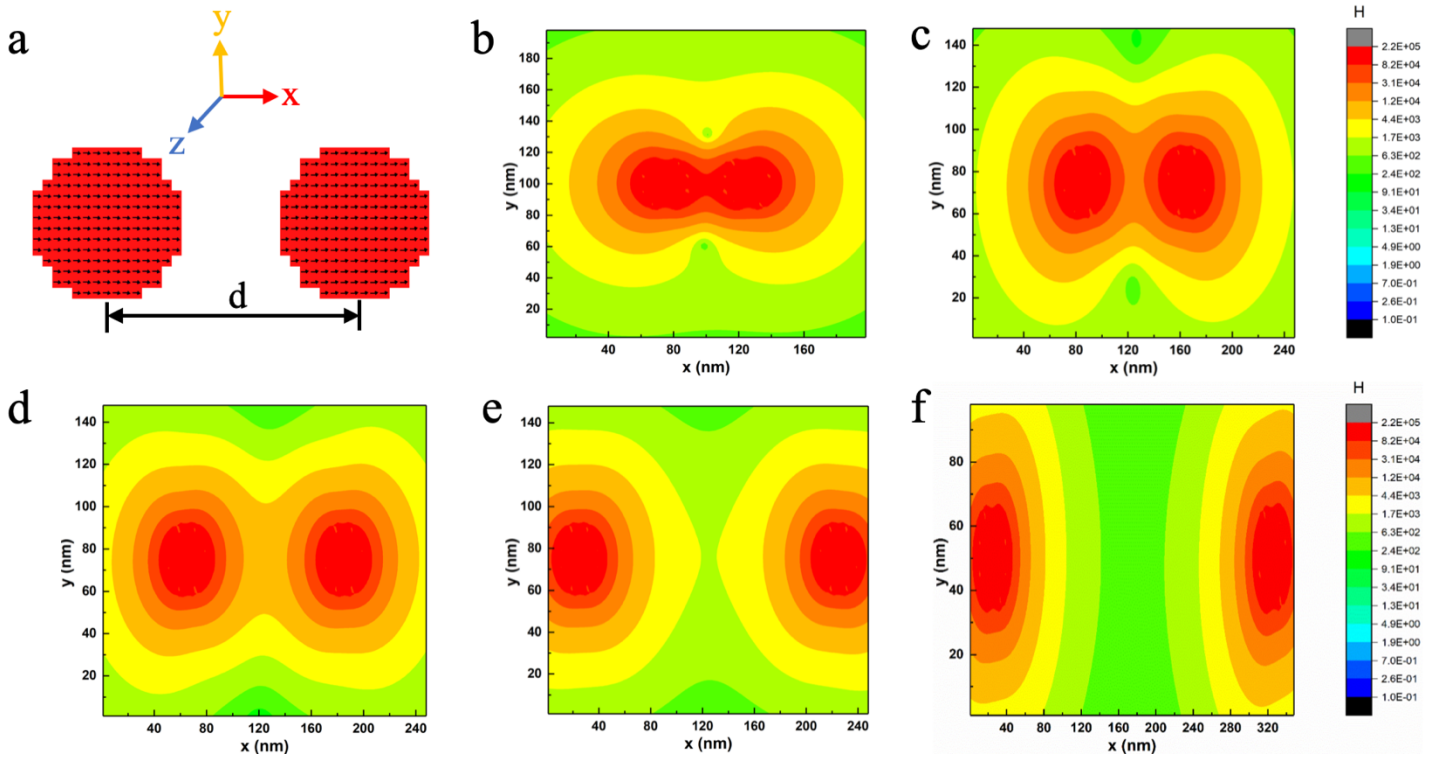 a
y
x
z
d
b
180
160
140
120
100
80
60
40
20
y (nm)
40 80 120 160
x (nm)
c
140
120
100
80
60
40
20
y (nm)
40 80 120 160 200 240
x (nm)
H
2.2E+05
8.2E+04
3.1E+04
1.2E+04
4.4E+03
1.7E+03
6.3E+02
2.4E+02
9.1E+01
3.4E+01
1.3E+01
4.9E+00
1.9E+00
7.0E-01
2.6E-01
1.0E-01
d
140
120
100
80
60
40
20
y (nm)
40 80 120 160 200 240
x (nm)
e
140
120
100
80
60
40
20
y (nm)
40 80 120 160 200 240
x (nm)
f
80
60
40
20
y (nm)
40 80 120 160 200 240 280 320
x (nm)
H
2.2E+05
8.2E+04
3.1E+04
1.2E+04
4.4E+03
1.7E+03
6.3E+02
2.4E+02
9.1E+01
3.4E+01
1.3E+01
4.9E+00
1.9E+00
7.0E-01
2.6E-01
1.0E-01